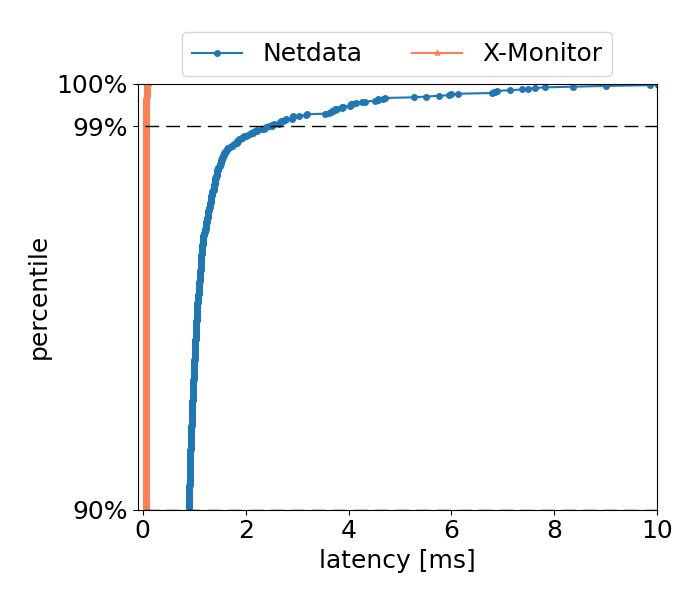 Netdata X-Monitor
100%
99%
90%
percentile
0 2 4 6 8 10
latency [ms]